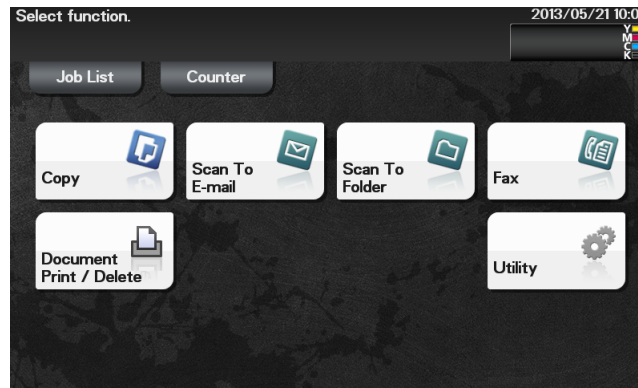 Select function.
2013/05/21 10:0
Y
M
C
K
Job List
Counter
Copy
Scan To
E-mail
Scan To
Folder
Fax
Document
Print / Delete
Utility